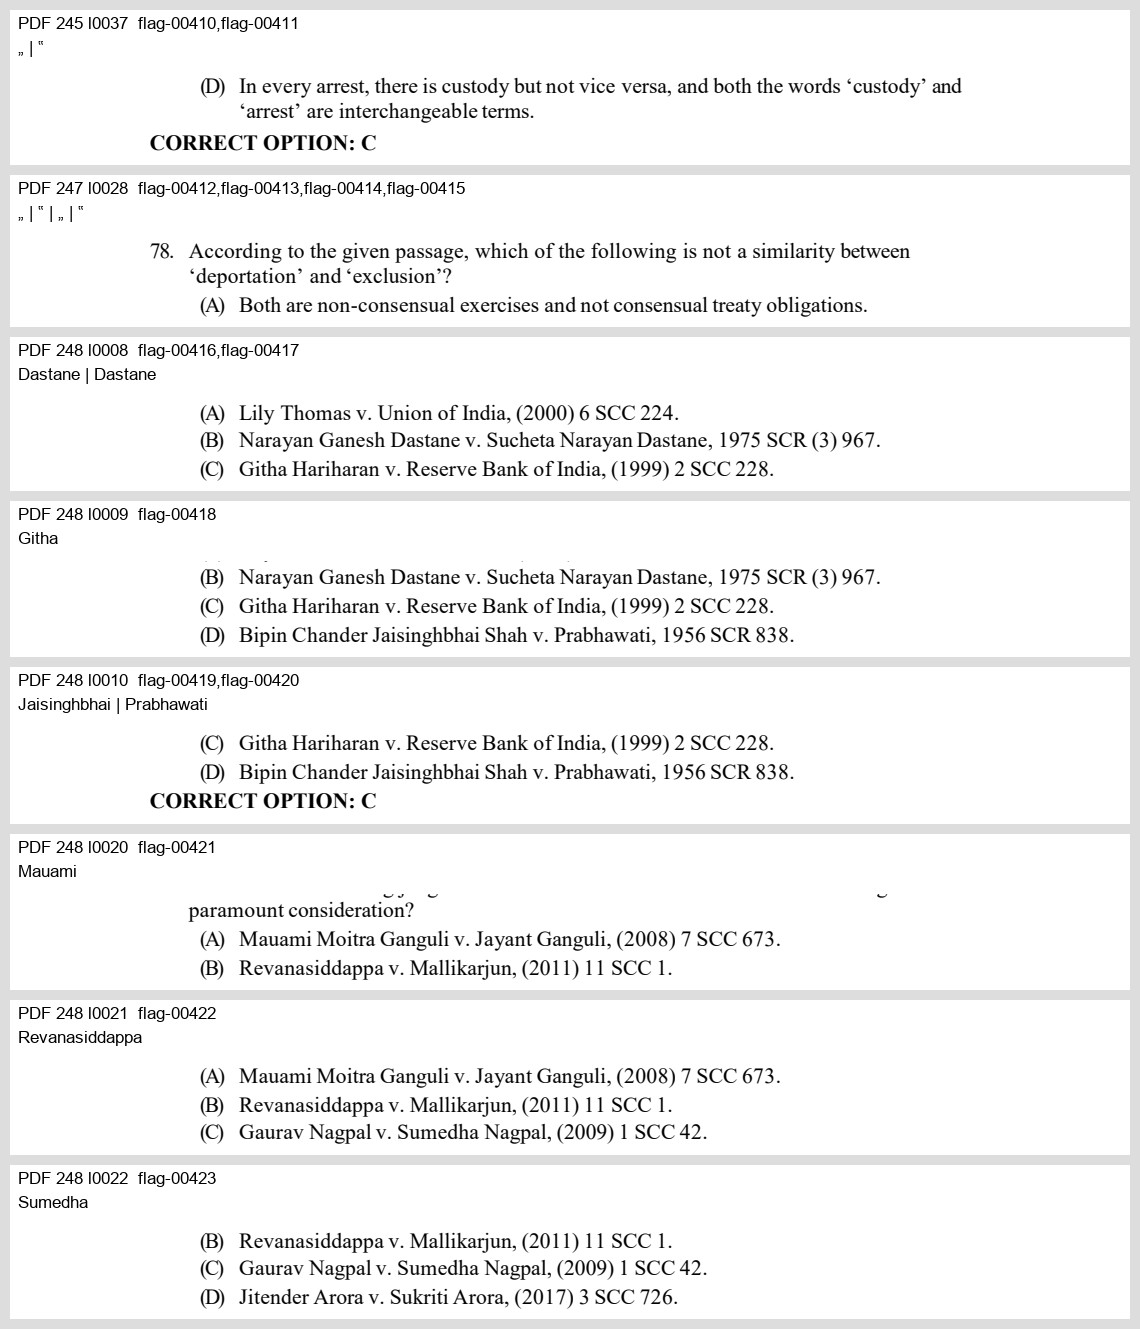 PDF 245 l0037  flag-00410,flag-00411
„ | ‟
(D) In every arrest, there is custody but not vice versa, and both the words ‘custody’ and
‘arrest’ are interchangeable terms.
CORRECT OPTION: C
PDF 247 l0028  flag-00412,flag-00413,flag-00414,flag-00415
„ | ‟ | „ | ‟
78. According to the given passage, which of the following is not a similarity between
‘deportation’ and ‘exclusion’?
(A) Both are non-consensual exercises and not consensual treaty obligations.
PDF 248 l0008  flag-00416,flag-00417
Dastane | Dastane
(A) Lily Thomas v. Union of India, (2000) 6 SCC 224.
(B) Narayan Ganesh Dastane v. Sucheta Narayan Dastane, 1975 SCR (3) 967.
(C) Githa Hariharan v. Reserve Bank of India, (1999) 2 SCC 228.
PDF 248 l0009  flag-00418
Githa
(B) Narayan Ganesh Dastane v. Sucheta Narayan Dastane, 1975 SCR (3) 967.
(C) Githa Hariharan v. Reserve Bank of India, (1999) 2 SCC 228.
(D) Bipin Chander Jaisinghbhai Shah v. Prabhawati, 1956 SCR 838.
PDF 248 l0010  flag-00419,flag-00420
Jaisinghbhai | Prabhawati
(C) Githa Hariharan v. Reserve Bank of India, (1999) 2 SCC 228.
(D) Bipin Chander Jaisinghbhai Shah v. Prabhawati, 1956 SCR 838.
CORRECT OPTION: C
PDF 248 l0020  flag-00421
Mauami
paramount consideration?
(A) Mauami Moitra Ganguli v. Jayant Ganguli, (2008) 7 SCC 673.
(B) Revanasiddappa v. Mallikarjun, (2011) 11 SCC 1.
PDF 248 l0021  flag-00422
Revanasiddappa
(A) Mauami Moitra Ganguli v. Jayant Ganguli, (2008) 7 SCC 673.
(B) Revanasiddappa v. Mallikarjun, (2011) 11 SCC 1.
(C) Gaurav Nagpal v. Sumedha Nagpal, (2009) 1 SCC 42.
PDF 248 l0022  flag-00423
Sumedha
(B) Revanasiddappa v. Mallikarjun, (2011) 11 SCC 1.
(C) Gaurav Nagpal v. Sumedha Nagpal, (2009) 1 SCC 42.
(D) Jitender Arora v. Sukriti Arora, (2017) 3 SCC 726.